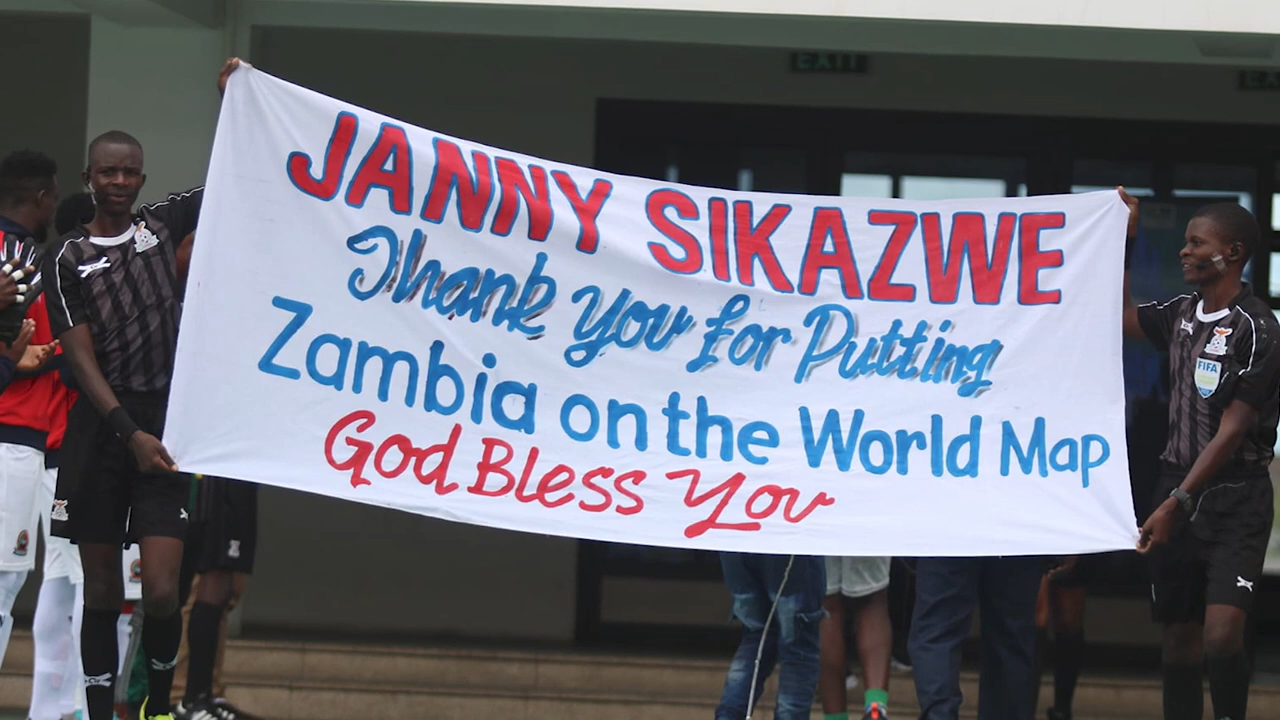 EXIT
JANNY SIKAZWE
Thank you for Putting
Zambia on the World Map
God Bless You
FIFA